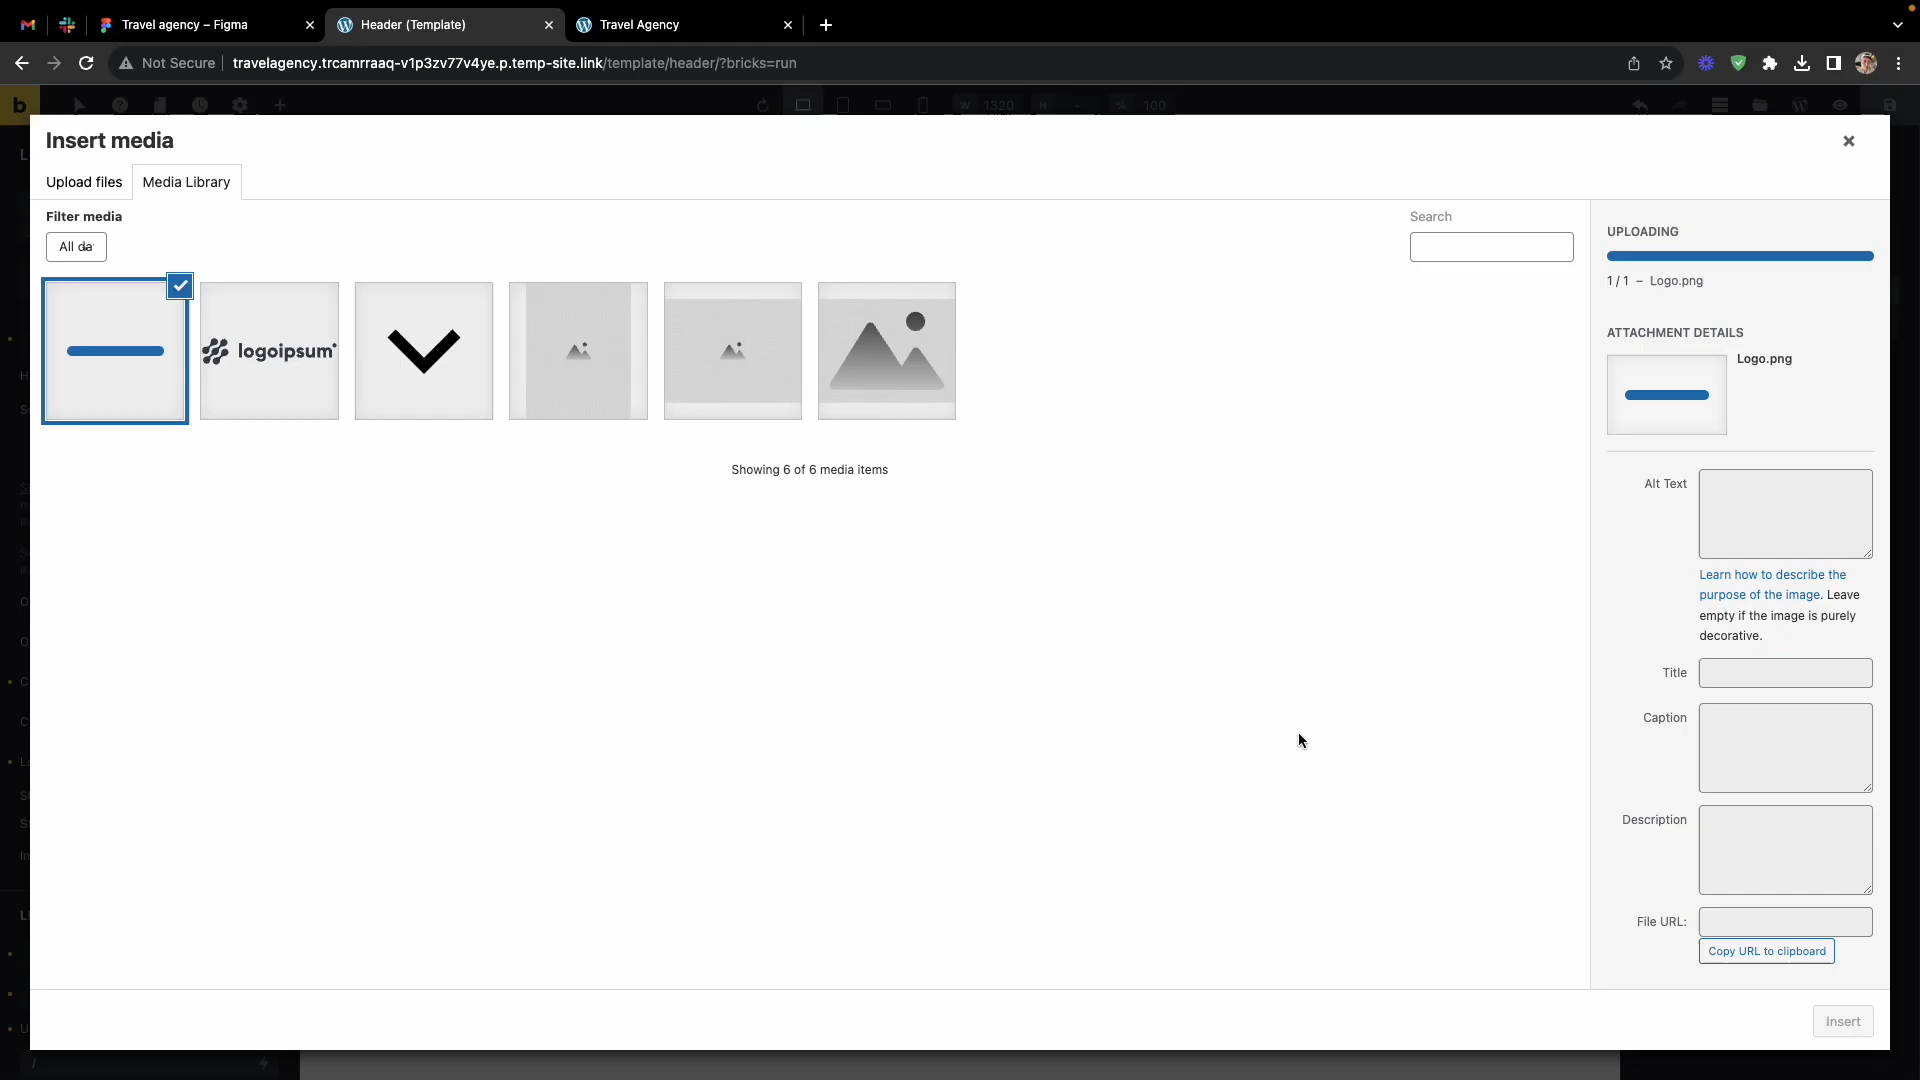 Travel agency – Figma
Header (Template)
Travel Agency
Not Secure
travelagency.trcamrraaq-v1p3zv77v4ye.p.temp-site.link/template/header/?bricks=run
b
W 1320 H - % 100
Insert media
Upload files
Media Library
Filter media
All da
Search
logoipsum
Showing 6 of 6 media items
UPLOADING
1 / 1 – Logo.png
ATTACHMENT DETAILS
Logo.png
Alt Text
Learn how to describe the
purpose of the image. Leave
empty if the image is purely
decorative.
Title
Caption
Description
File URL:
Copy URL to clipboard
Insert